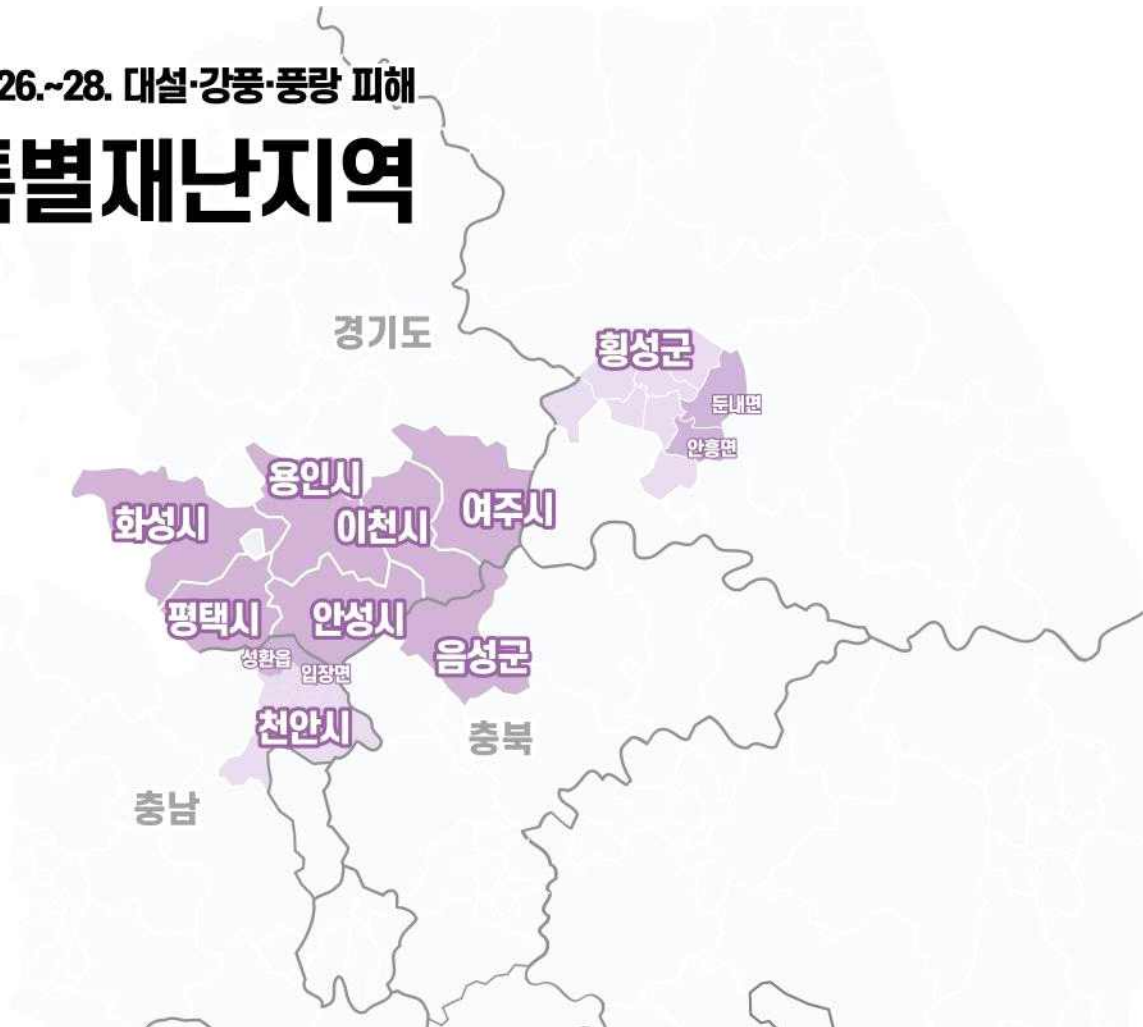 26.~28. 대설·강풍·풍랑 피해
특별재난지역
경기도
횡성군
둔내면
안흥면
용인시
화성시
이천시
여주시
평택시
안성시
성환읍
입장면
음성군
천안시
충북
충남